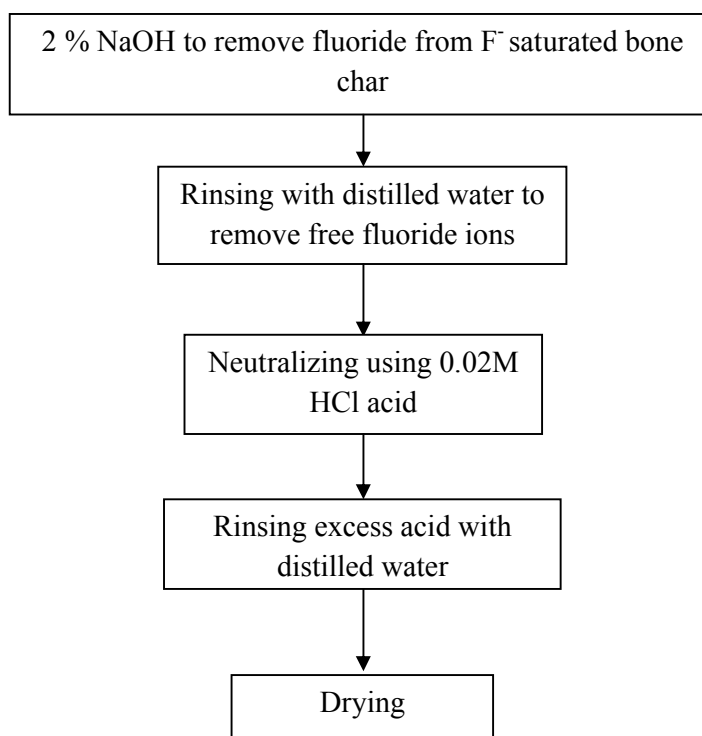 2 % NaOH to remove fluoride from F⁻ saturated bone
char
Rinsing with distilled water to
remove free fluoride ions
Neutralizing using 0.02M
HCl acid
Rinsing excess acid with
distilled water
Drying